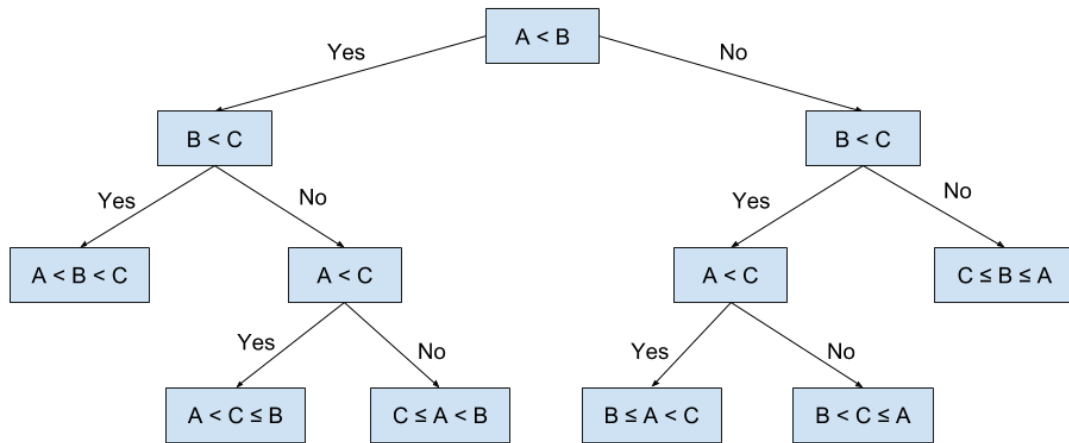 A < B
Yes
No
B < C
B < C
Yes
No
Yes
No
A < B < C
A < C
A < C
C ≤ B ≤ A
Yes
No
Yes
No
A < C ≤ B
C ≤ A < B
B ≤ A < C
B < C ≤ A